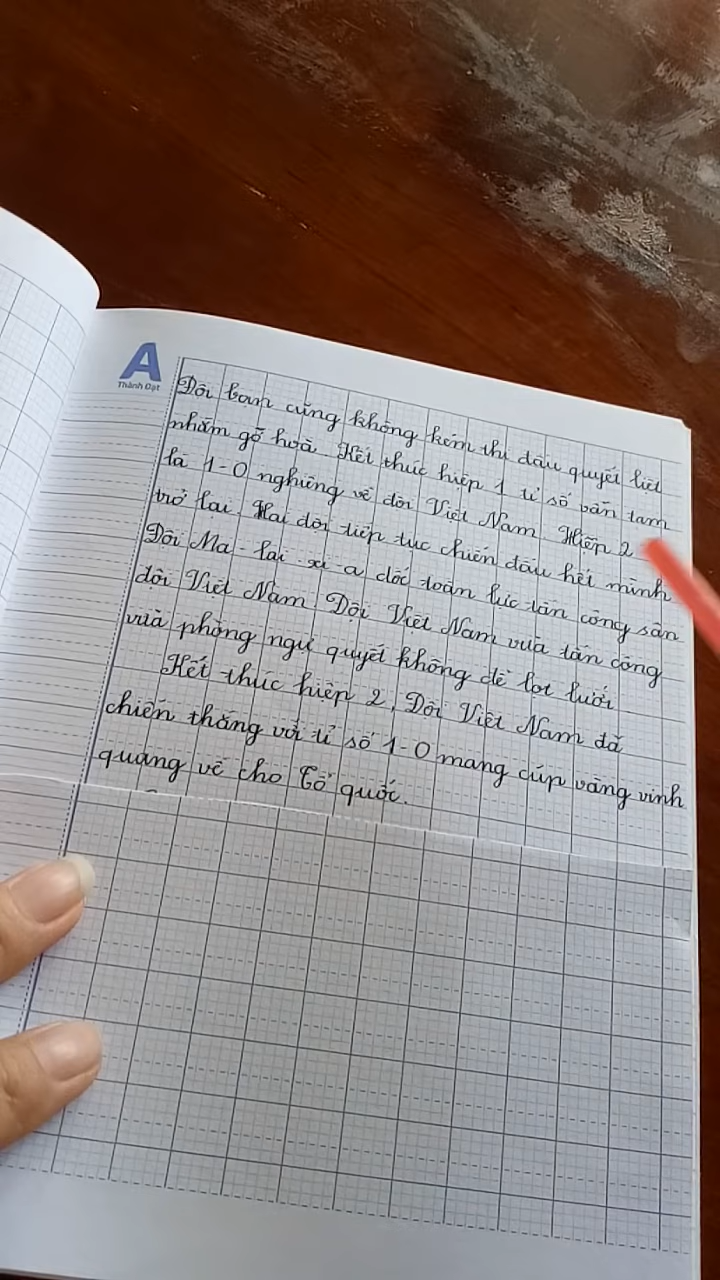 A
Thành Đạt
Đội bạn cũng không kém thi đấu quyết liệt
nhằm gỡ hoà. Kết thúc hiệp 1 tỉ số vẫn tạm
là 1-0 nghiêng về đội Việt Nam. Hiệp 2
trở lại. Hai đội tiếp tục chiến đấu hết mình
Đội Ma-lai-xi-a dốc toàn lực tấn công sân
đội Việt Nam. Đội Việt Nam vừa tấn công
vừa phòng ngự quyết không để lọt lưới
Kết thúc hiệp 2, Đội Việt Nam đã
chiến thắng với tỉ số 1-0 mang cúp vàng vinh
quang về cho Tổ quốc.